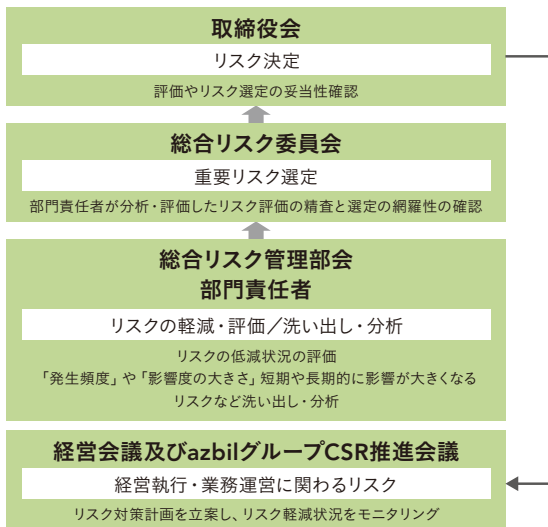 取締役会
リスク決定
評価やリスク選定の妥当性確認
総合リスク委員会
重要リスク選定
部門責任者が分析・評価したリスク評価の精査と選定の網羅性の確認
総合リスク管理部会
部門責任者
リスクの軽減・評価／洗い出し・分析
リスクの低減状況の評価
「発生頻度」や「影響度の大きさ」短期や長期的に影響が大きくなる
リスクなど洗い出し・分析
経営会議及びazbilグループCSR推進会議
経営執行・業務運営に関わるリスク
リスク対策計画を立案し、リスク軽減状況をモニタリング